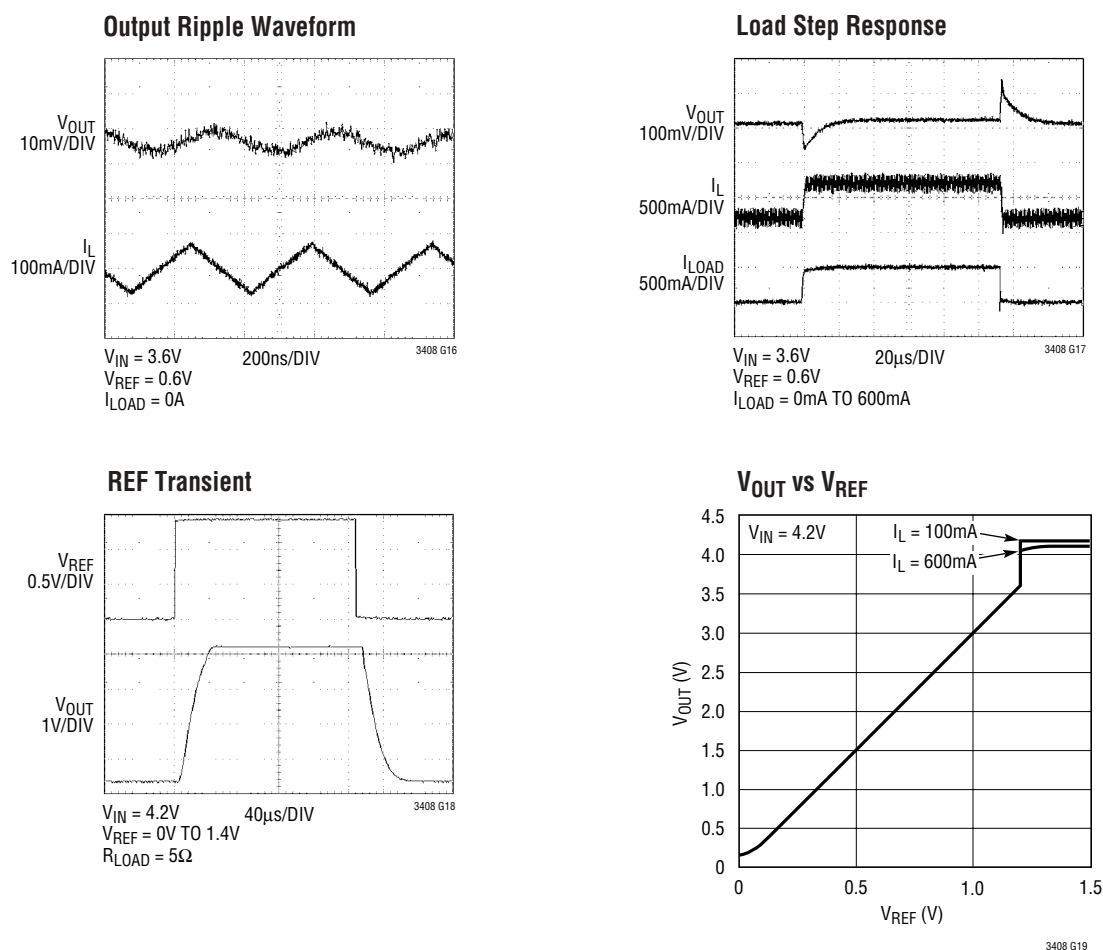 Output Ripple Waveform
VOUT
10mV/DIV
IL
100mA/DIV
VIN = 3.6V
VREF = 0.6V
ILOAD = 0A
200ns/DIV
3408 G16
Load Step Response
VOUT
100mV/DIV
IL
500mA/DIV
ILOAD
500mA/DIV
VIN = 3.6V
VREF = 0.6V
ILOAD = 0mA TO 600mA
20µs/DIV
3408 G17
REF Transient
VREF
0.5V/DIV
VOUT
1V/DIV
VIN = 4.2V
VREF = 0V TO 1.4V
RLOAD = 5Ω
40µs/DIV
3408 G18
VOUT vs VREF
VOUT (V)
4.5
4.0
3.5
3.0
2.5
2.0
1.5
1.0
0.5
0
VIN = 4.2V
IL = 100mA
IL = 600mA
0
0.5
1.0
1.5
VREF (V)
3408 G19